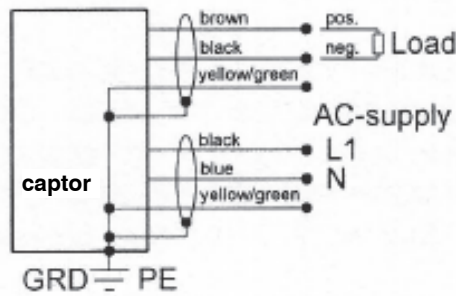 brown pos.
black neg. Load
yellow/green
AC-supply
black L1
blue N
captor yellow/green
GRD PE